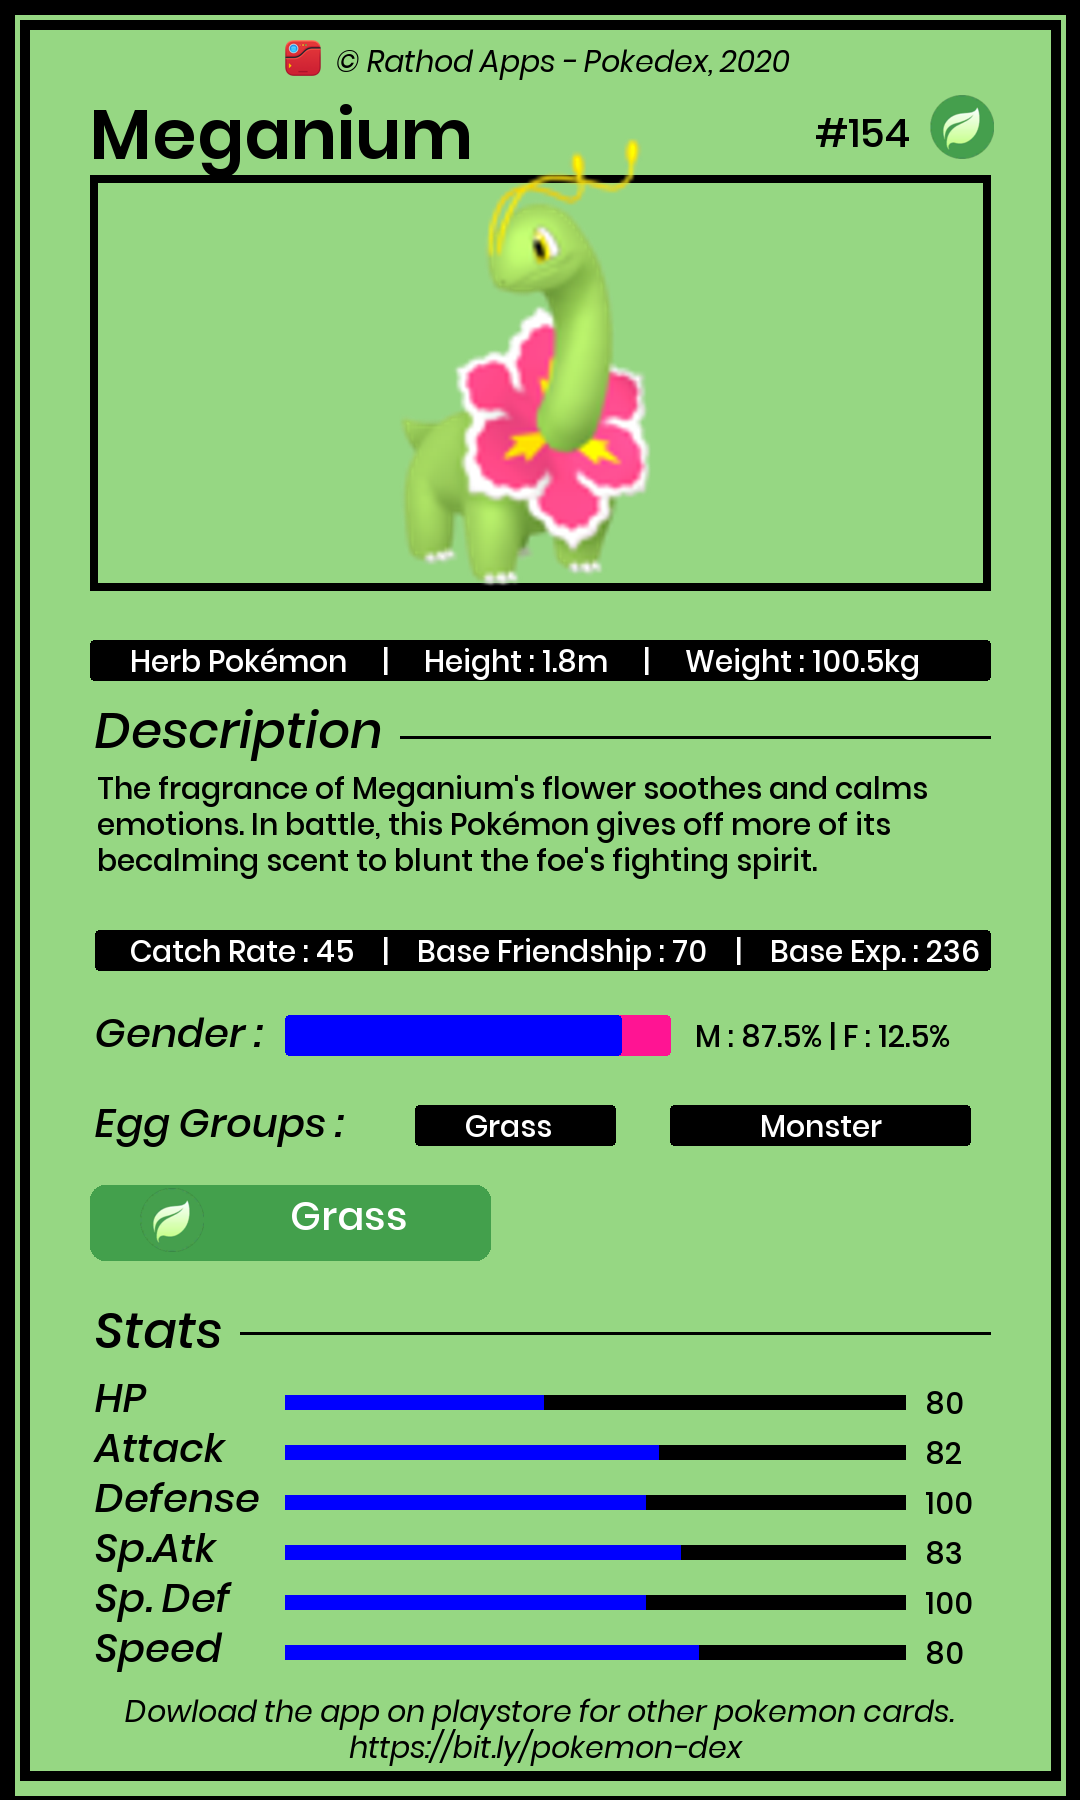 © Rathod Apps - Pokedex, 2020
Meganium
#154
Herb Pokémon | Height : 1.8m | Weight : 100.5kg
Description
The fragrance of Meganium's flower soothes and calms
emotions. In battle, this Pokémon gives off more of its
becalming scent to blunt the foe's fighting spirit.
Catch Rate : 45 | Base Friendship : 70 | Base Exp. : 236
Gender : M : 87.5% | F : 12.5%
Egg Groups : Grass Monster
Grass
Stats
HP 80
Attack 82
Defense 100
Sp.Atk 83
Sp. Def 100
Speed 80
Dowload the app on playstore for other pokemon cards.
https://bit.ly/pokemon-dex